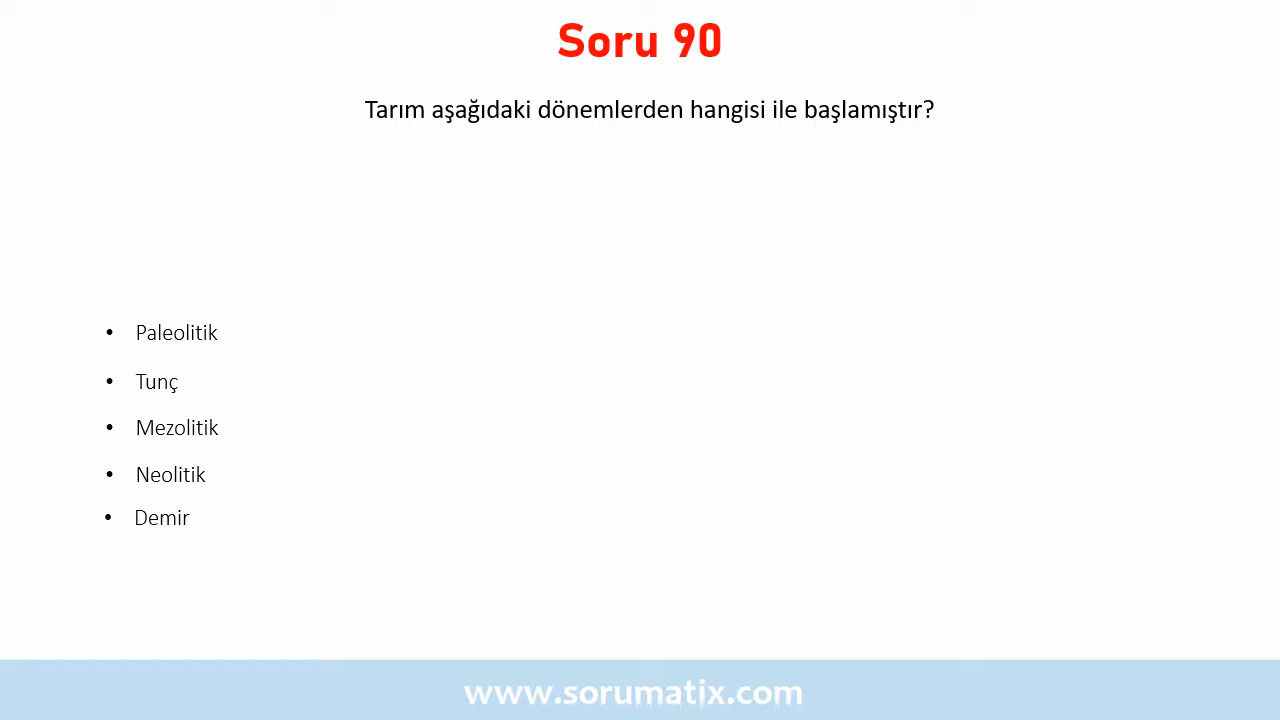 Soru 90
Tarım aşağıdaki dönemlerden hangisi ile başlamıştır?
• Paleolitik
• Tunç
• Mezolitik
• Neolitik
• Demir
www.sorumatix.com